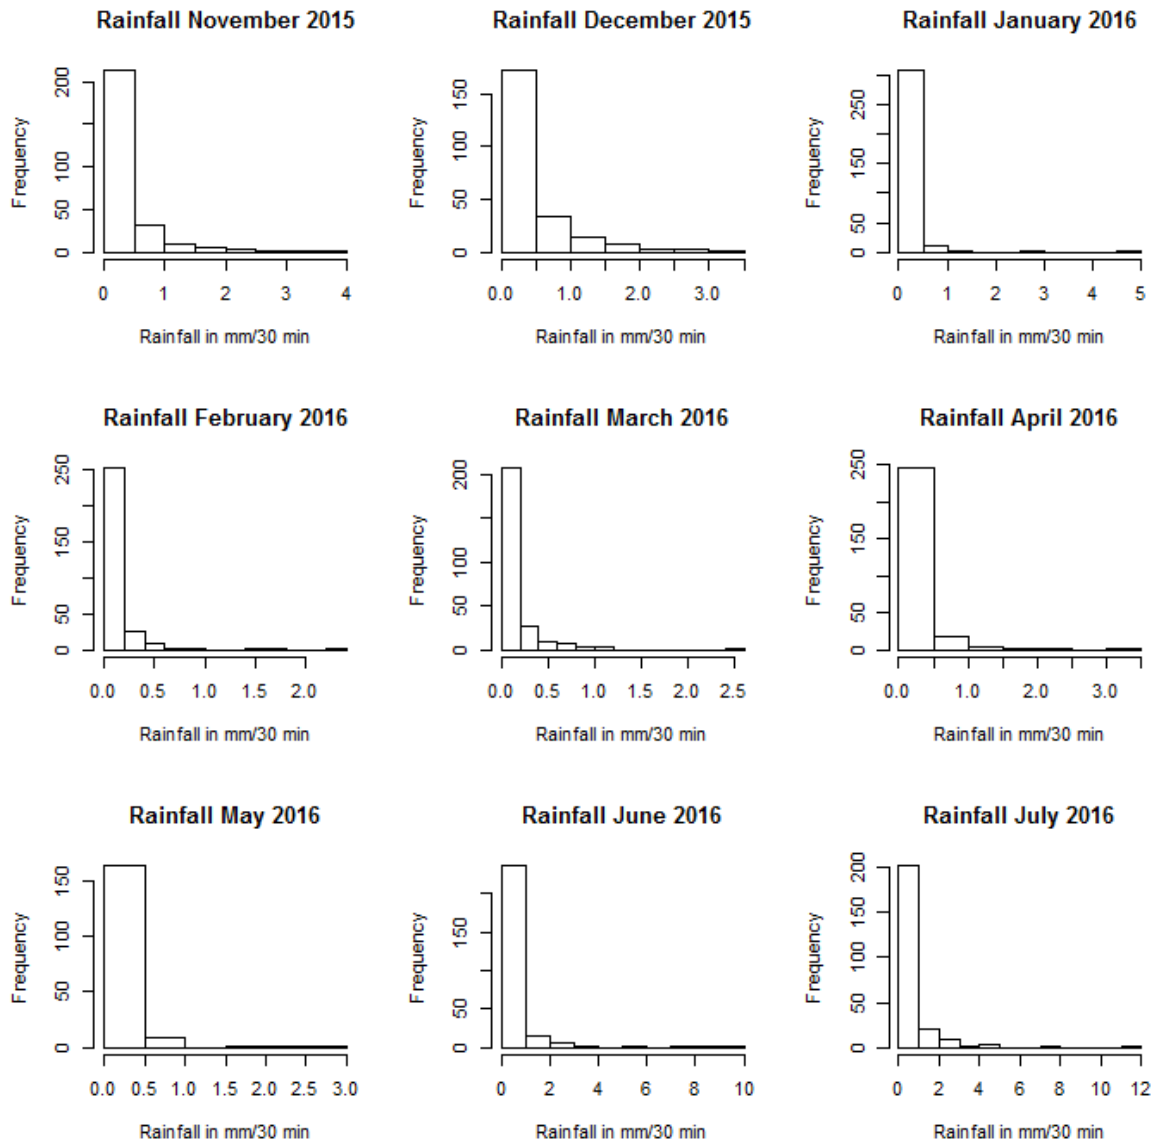 Rainfall November 2015
Frequency
0 50 100 200
0 1 2 3 4
Rainfall in mm/30 min
Rainfall December 2015
Frequency
0 50 100 150
0.0 1.0 2.0 3.0
Rainfall in mm/30 min
Rainfall January 2016
Frequency
0 50 150 250
0 1 2 3 4 5
Rainfall in mm/30 min
Rainfall February 2016
Frequency
0 50 150 250
0.0 0.5 1.0 1.5 2.0
Rainfall in mm/30 min
Rainfall March 2016
Frequency
0 50 100 200
0.0 0.5 1.0 1.5 2.0 2.5
Rainfall in mm/30 min
Rainfall April 2016
Frequency
0 50 150 250
0.0 1.0 2.0 3.0
Rainfall in mm/30 min
Rainfall May 2016
Frequency
0 50 100 150
0.0 0.5 1.0 1.5 2.0 2.5 3.0
Rainfall in mm/30 min
Rainfall June 2016
Frequency
0 50 150
0 2 4 6 8 10
Rainfall in mm/30 min
Rainfall July 2016
Frequency
0 50 100 150 200
0 2 4 6 8 10 12
Rainfall in mm/30 min